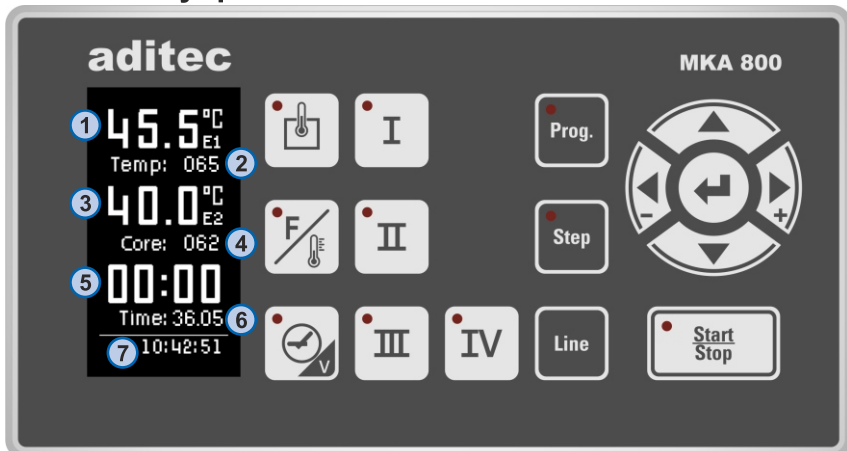 aditec
MKA 800
1 45.5°C E1
Temp: 065 2
3 40.0°C E2
Core: 062 4
5 00:00
Time: 36.05 6
7 10:42:51
I
Prog.
F
II
Step
V
III
IV
Line
Start
Stop
-
+